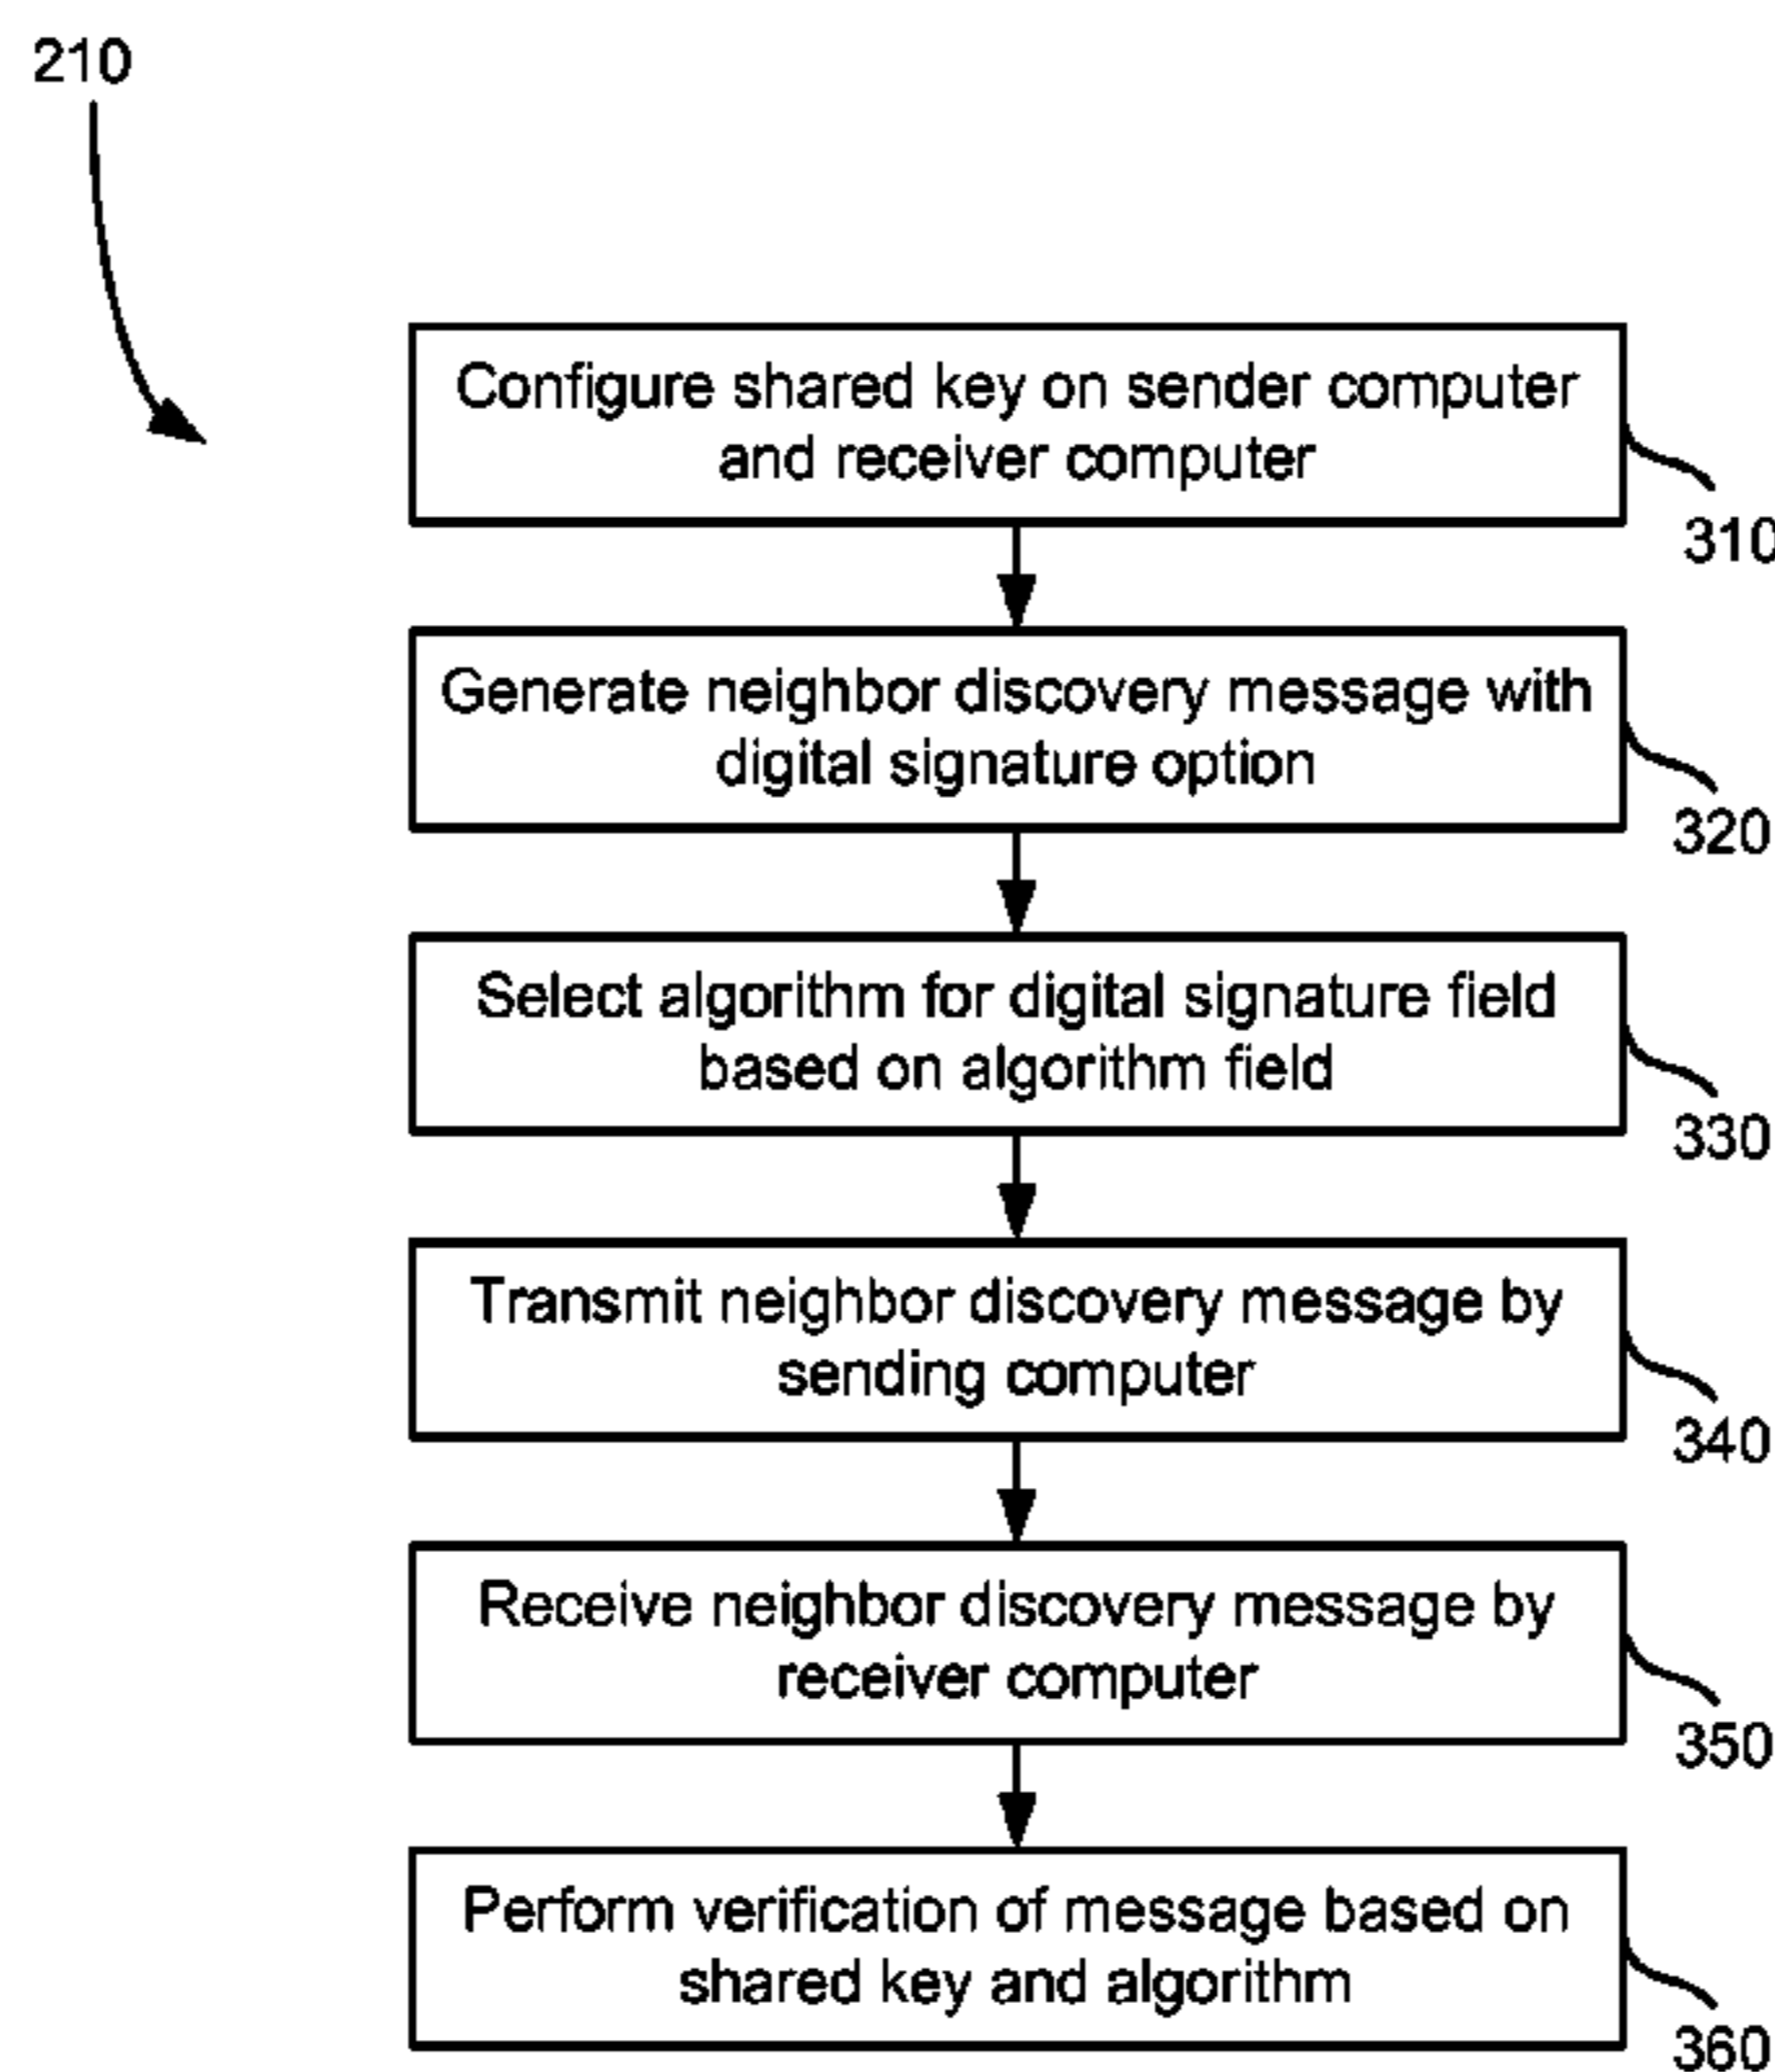 210
Configure shared key on sender computer
and receiver computer
310
Generate neighbor discovery message with
digital signature option
320
Select algorithm for digital signature field
based on algorithm field
330
Transmit neighbor discovery message by
sending computer
340
Receive neighbor discovery message by
receiver computer
350
Perform verification of message based on
shared key and algorithm
360